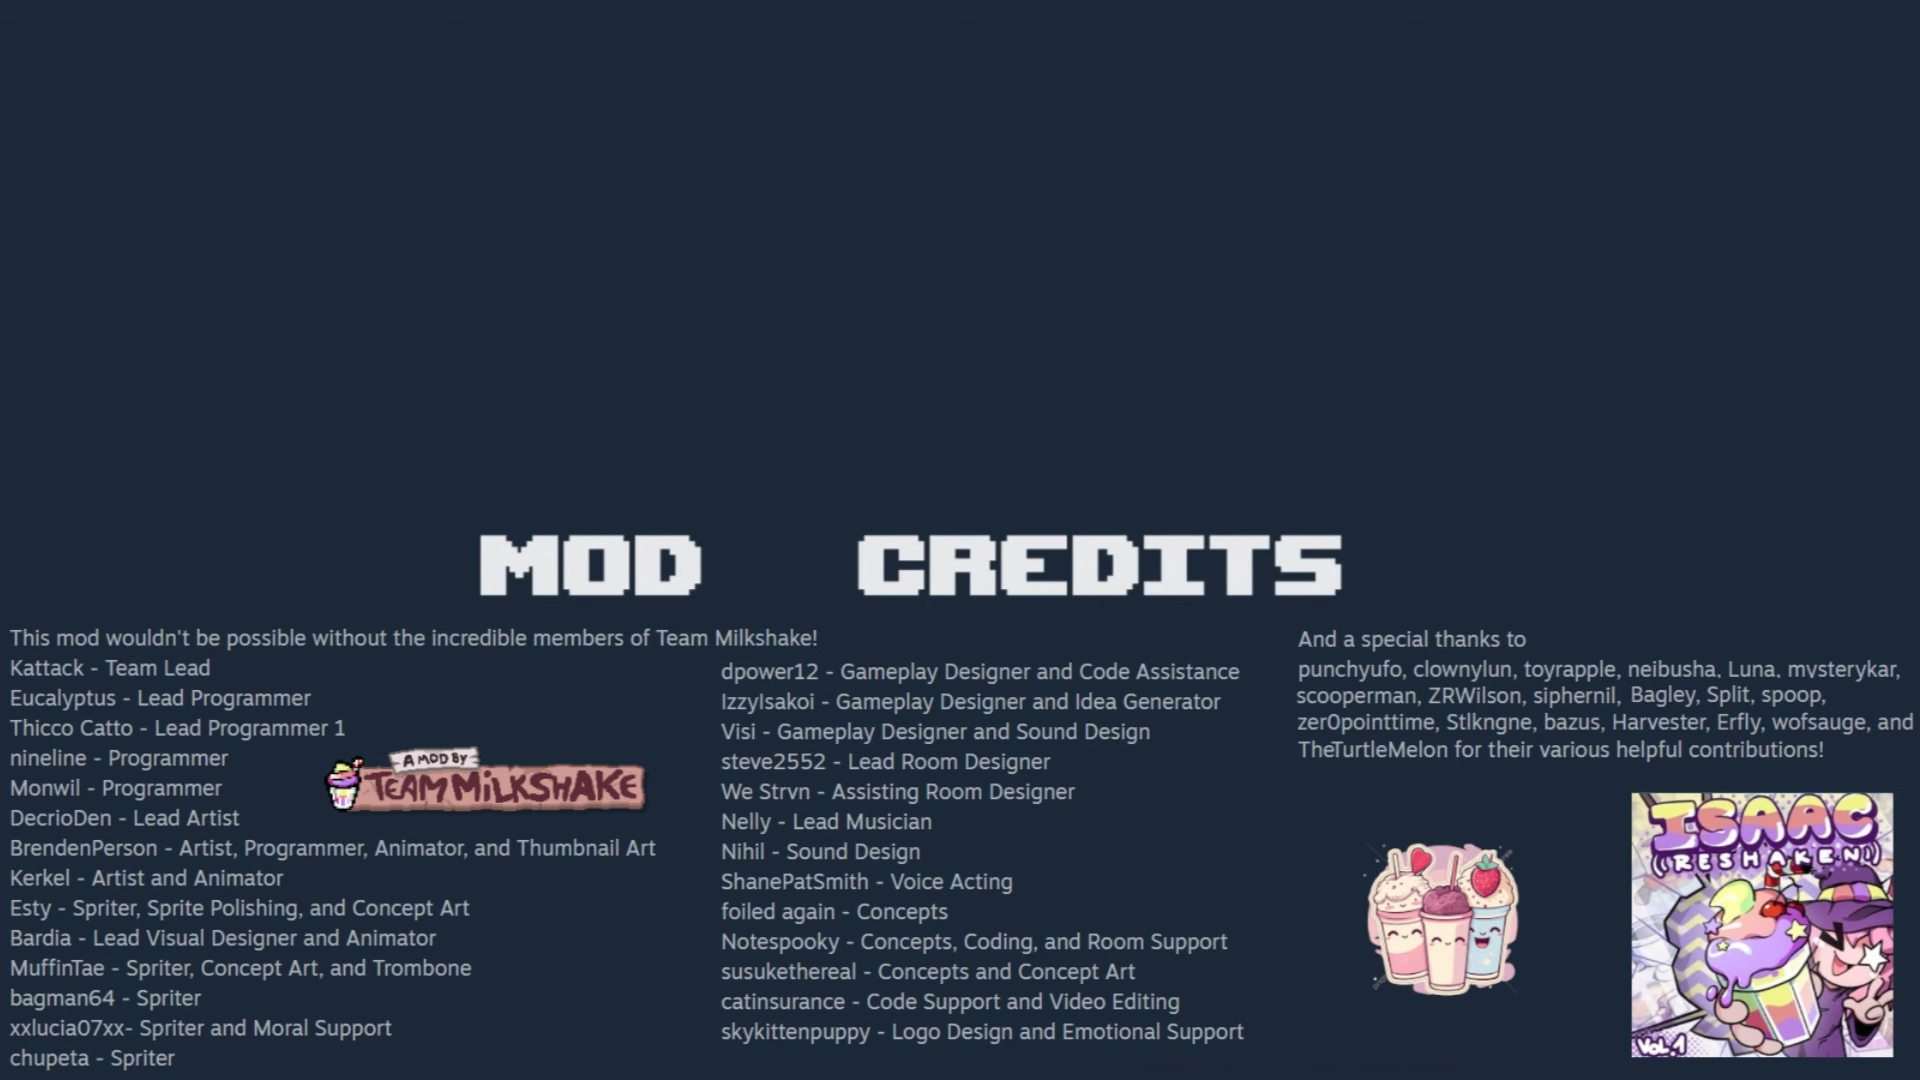 MOD CREDITS
This mod wouldn't be possible without the incredible members of Team Milkshake!
Kattack - Team Lead
Eucalyptus - Lead Programmer
Thicco Catto - Lead Programmer 1
nineline - Programmer
Monwil - Programmer
DecrioDen - Lead Artist
BrendenPerson - Artist, Programmer, Animator, and Thumbnail Art
Kerkel - Artist and Animator
Esty - Spriter, Sprite Polishing, and Concept Art
Bardia - Lead Visual Designer and Animator
MuffinTae - Spriter, Concept Art, and Trombone
bagman64 - Spriter
xxlucia07xx- Spriter and Moral Support
chupeta - Spriter
A MOD BY
TEAM MILKSHAKE
dpower12 - Gameplay Designer and Code Assistance
IzzyIsakoi - Gameplay Designer and Idea Generator
Visi - Gameplay Designer and Sound Design
steve2552 - Lead Room Designer
We Strvn - Assisting Room Designer
Nelly - Lead Musician
Nihil - Sound Design
ShanePatSmith - Voice Acting
foiled again - Concepts
Notespooky - Concepts, Coding, and Room Support
susukethereal - Concepts and Concept Art
catinsurance - Code Support and Video Editing
skykittenpuppy - Logo Design and Emotional Support
And a special thanks to
punchyufo, clownylun, toyrapple, neibusha, Luna, mysterykar,
scooperman, ZRWilson, siphernil, Bagley, Split, spoop,
zer0pointtime, Stlkngne, bazus, Harvester, Erfly, wofsauge, and
TheTurtleMelon for their various helpful contributions!
ISAAC
((RESHAKEN))
VOL.1